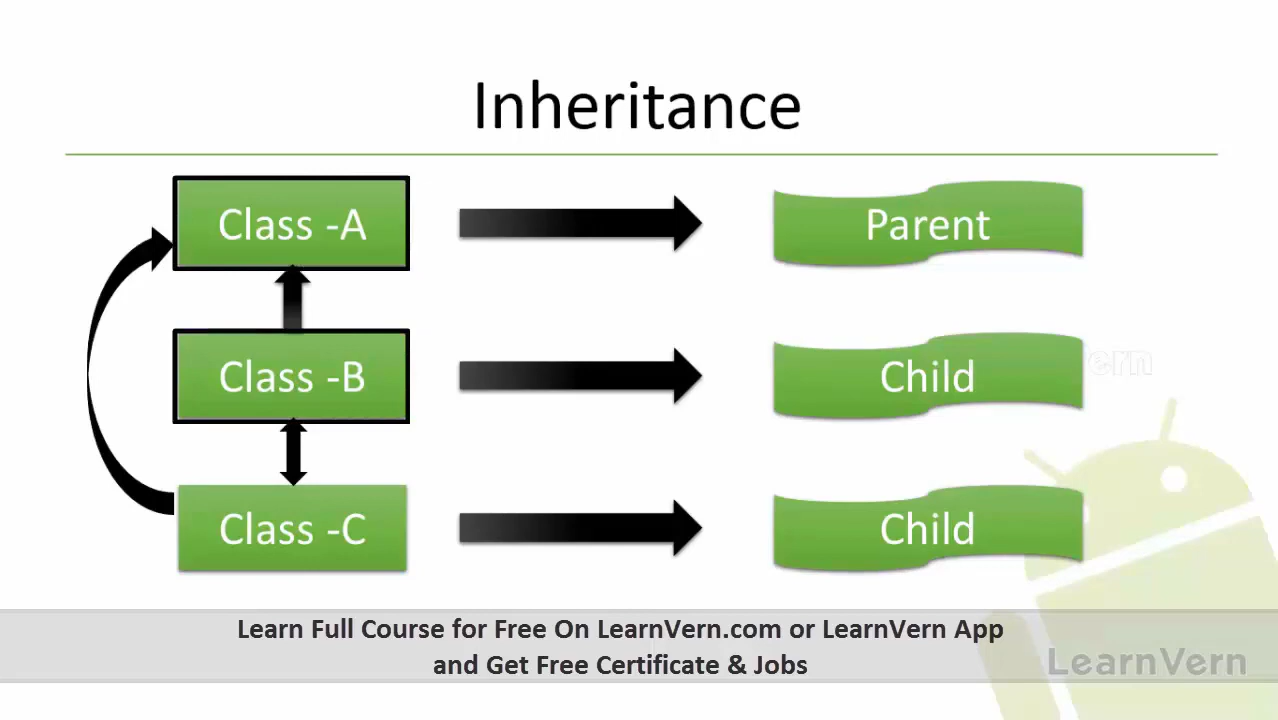 Inheritance
Class -A
Parent
Class -B
Child
Class -C
Child
Learn Full Course for Free On LearnVern.com or LearnVern App
and Get Free Certificate & Jobs
LearnVern